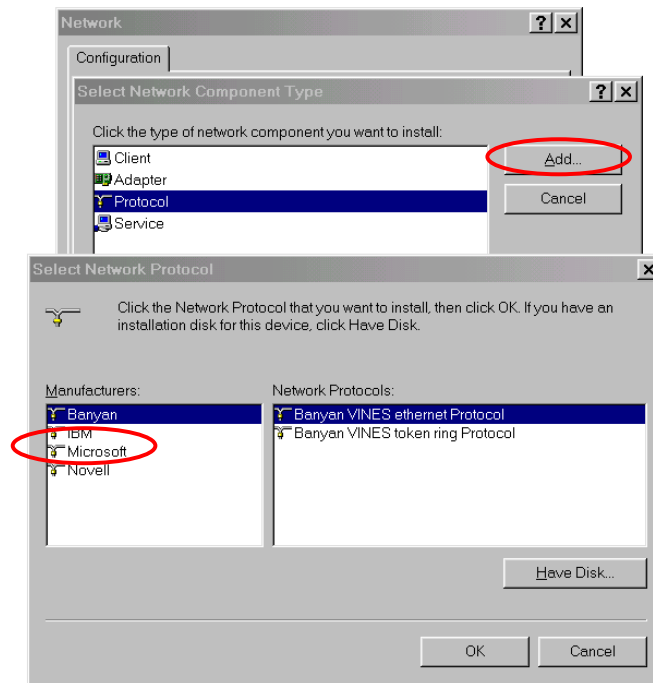 Network
Configuration
Select Network Component Type
Click the type of network component you want to install:
Client
Adapter
Protocol
Service
Add...
Cancel
Select Network Protocol
Click the Network Protocol that you want to install, then click OK. If you have an
installation disk for this device, click Have Disk.
Manufacturers:
Banyan
IBM
Microsoft
Novell
Network Protocols:
Banyan VINES ethernet Protocol
Banyan VINES token ring Protocol
Have Disk...
OK
Cancel